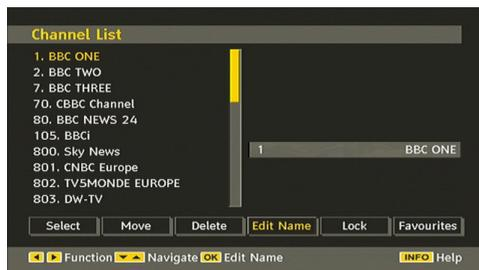 Channel List
1. BBC ONE
2. BBC TWO
7. BBC THREE
70. CBBC Channel
80. BBC NEWS 24
105. BBCi
800. Sky News
801. CNBC Europe
802. TV5MONDE EUROPE
803. DW-TV
1 BBC ONE
Select Move Delete Edit Name Lock Favourites
Function Navigate OK Edit Name INFO Help